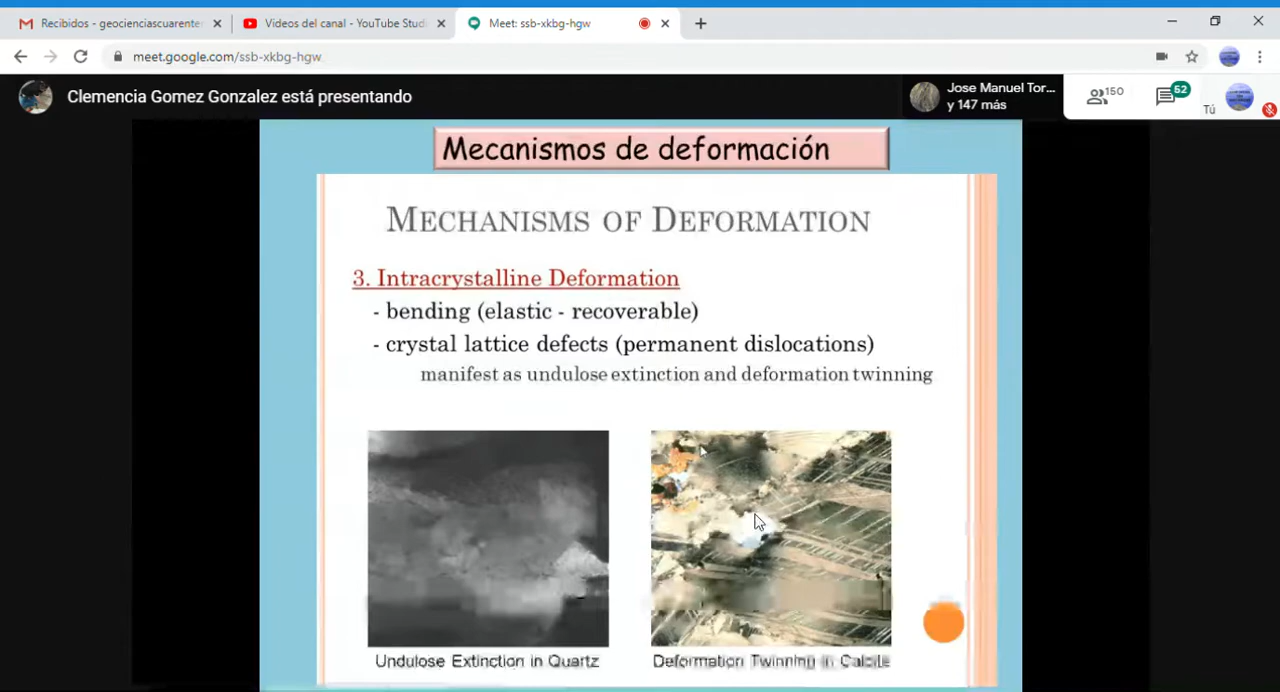 Recibidos - geocienciascuarente
Videos del canal - YouTube Studi
Meet: ssb-xkbg-hgw
meet.google.com/ssb-xkbg-hgw
Clemencia Gomez Gonzalez está presentando
Jose Manuel Tor...
y 147 más
150
52
Tú
Mecanismos de deformación
MECHANISMS OF DEFORMATION
3. Intracrystalline Deformation
- bending (elastic - recoverable)
- crystal lattice defects (permanent dislocations)
manifest as undulose extinction and deformation twinning
Undulose Extinction in Quartz
Deformation Twinning in Calcite